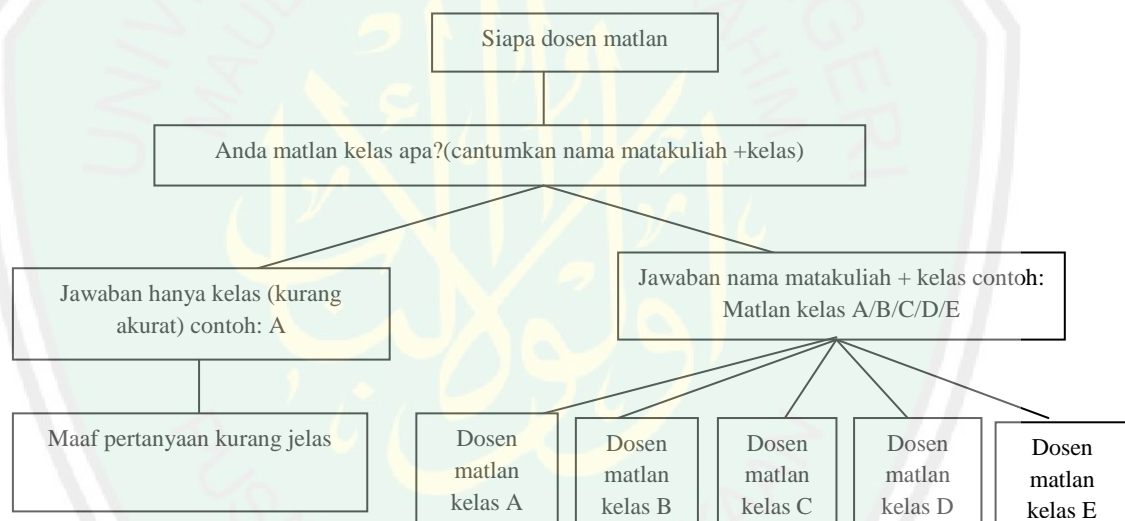 Siapa dosen matlan
Anda matlan kelas apa?(cantumkan nama matakuliah +kelas)
Jawaban hanya kelas (kurang
akurat) contoh: A
Jawaban nama matakuliah + kelas contoh:
Matlan kelas A/B/C/D/E
Maaf pertanyaan kurang jelas
Dosen
matlan
kelas A
Dosen
matlan
kelas B
Dosen
matlan
kelas C
Dosen
matlan
kelas D
Dosen
matlan
kelas E